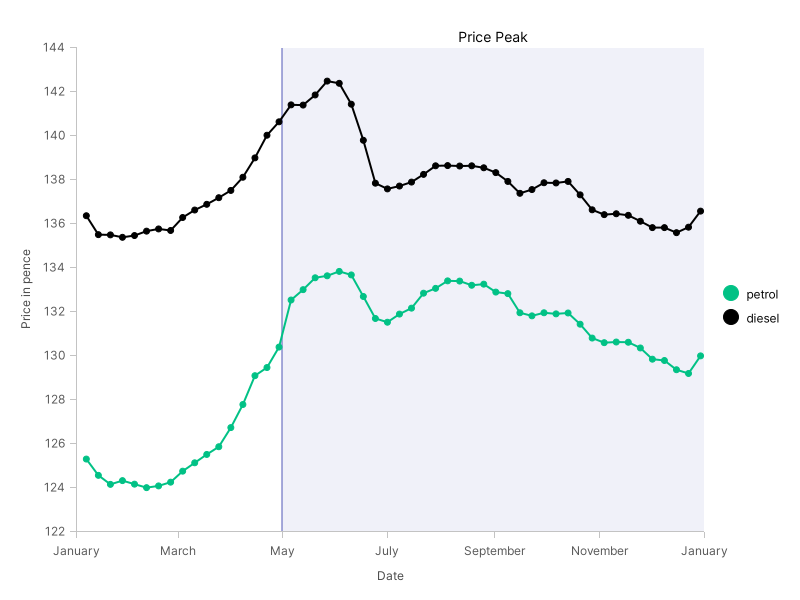 Price Peak
144
142
140
138
136
134
132
130
128
126
124
122
Price in pence
January March May July September November January
Date
petrol
diesel